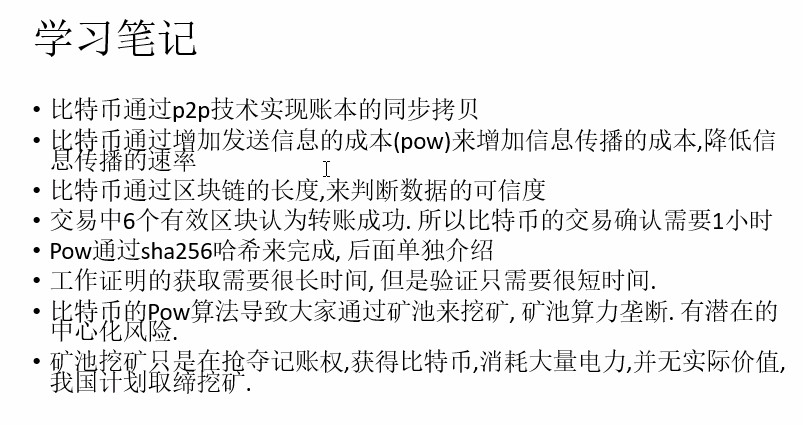 学习笔记
• 比特币通过p2p技术实现账本的同步拷贝
• 比特币通过增加发送信息的成本(pow)来增加信息传播的成本,降低信
息传播的速率
• 比特币通过区块链的长度,来判断数据的可信度
• 交易中6个有效区块认为转账成功. 所以比特币的交易确认需要1小时
• Pow通过sha256哈希来完成, 后面单独介绍
• 工作证明的获取需要很长时间, 但是验证只需要很短时间.
• 比特币的Pow算法导致大家通过矿池来挖矿, 矿池算力垄断. 有潜在的
中心化风险.
• 矿池挖矿只是在抢夺记账权,获得比特币,消耗大量电力,并无实际价值,
我国计划取缔挖矿.